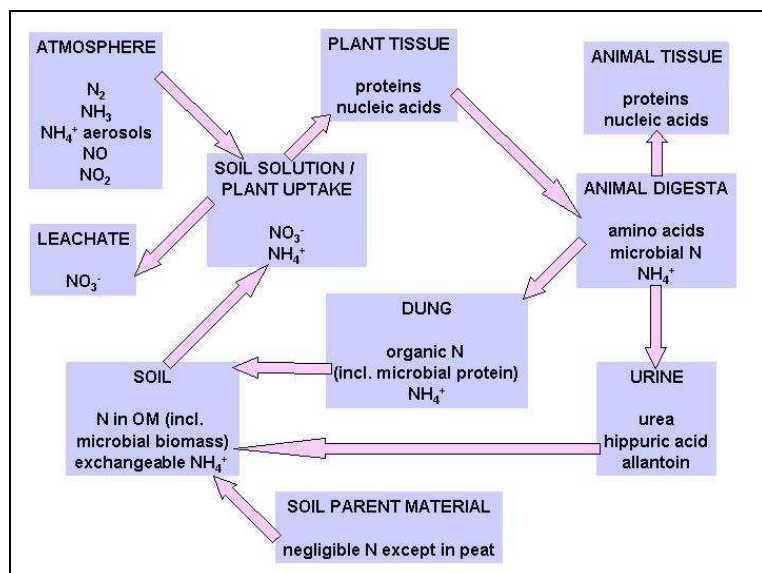 ATMOSPHERE
N₂
NH₃
NH₄⁺ aerosols
NO
NO₂
PLANT TISSUE
proteins
nucleic acids
ANIMAL TISSUE
proteins
nucleic acids
SOIL SOLUTION /
PLANT UPTAKE
NO₃⁻
NH₄⁺
ANIMAL DIGESTA
amino acids
microbial N
NH₄⁺
LEACHATE
NO₃⁻
DUNG
organic N
(incl. microbial protein)
NH₄⁺
SOIL
N in OM (incl.
microbial biomass)
exchangeable NH₄⁺
URINE
urea
hippuric acid
allantoin
SOIL PARENT MATERIAL
negligible N except in peat